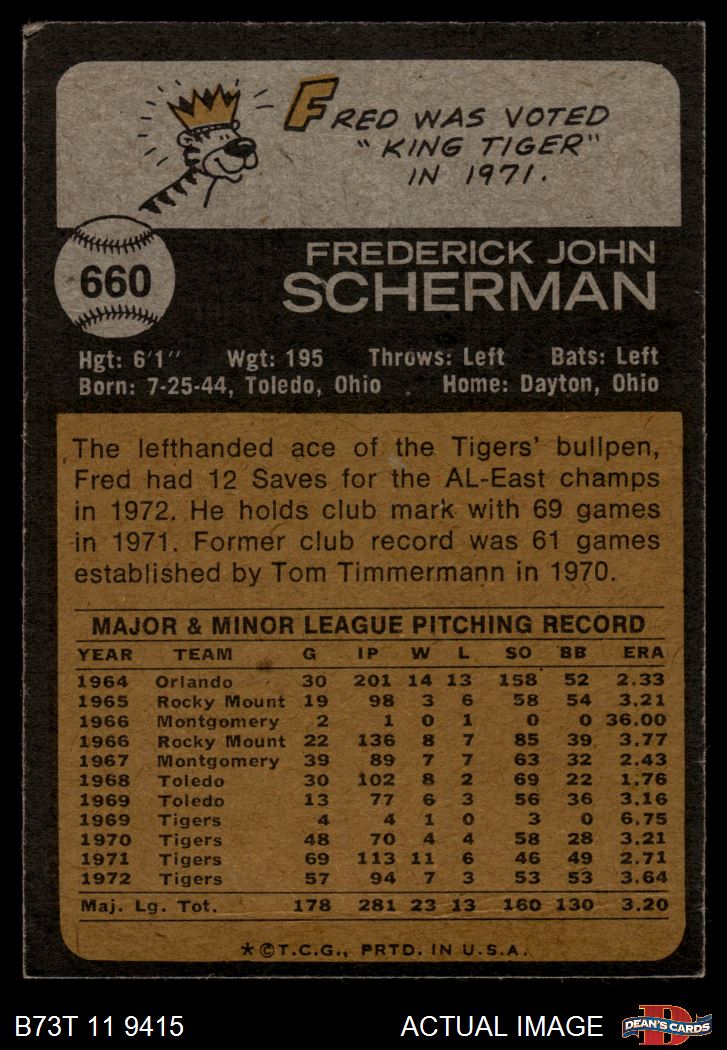 FRED WAS VOTED
"KING TIGER"
IN 1971.
660
FREDERICK JOHN
SCHERMAN
Hgt: 6'1" Wgt: 195 Throws: Left Bats: Left
Born: 7-25-44, Toledo, Ohio Home: Dayton, Ohio
The lefthanded ace of the Tigers' bullpen,
Fred had 12 Saves for the AL-East champs
in 1972. He holds club mark with 69 games
in 1971. Former club record was 61 games
established by Tom Timmermann in 1970.
MAJOR & MINOR LEAGUE PITCHING RECORD
YEAR TEAM G IP W L SO BB ERA
1964 Orlando 30 201 14 13 158 52 2.33
1965 Rocky Mount 19 98 3 6 58 54 3.21
1966 Montgomery 2 1 0 1 0 0 36.00
1966 Rocky Mount 22 136 8 7 85 39 3.77
1967 Montgomery 39 89 7 7 63 32 2.43
1968 Toledo 30 102 8 2 69 22 1.76
1969 Toledo 13 77 6 3 56 36 3.16
1969 Tigers 4 4 1 0 3 0 6.75
1970 Tigers 48 70 4 4 58 28 3.21
1971 Tigers 69 113 11 6 46 49 2.71
1972 Tigers 57 94 7 3 53 53 3.64
Maj. Lg. Tot. 178 281 23 13 160 130 3.20
*©T.C.G., PRTD. IN U.S.A.
B73T 11 9415 ACTUAL IMAGE D DEAN'S CARDS